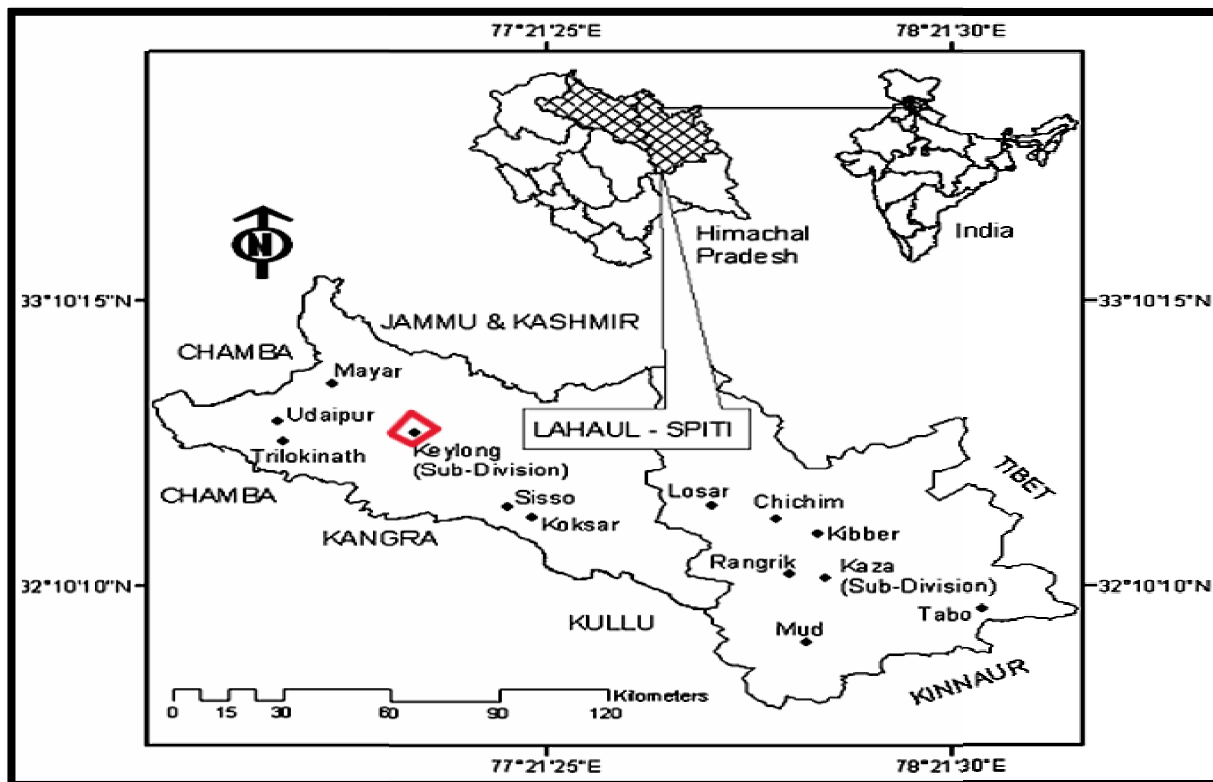 77°21'25"E
78°21'30"E
Himachal
Pradesh
India
N
33°10'15"N
33°10'15"N
JAMMU & KASHMIR
CHAMBA
Mayar
Udaipur
LAHAUL - SPITI
Trilokinath
Keylong
(Sub-Division)
CHAMBA
TIBET
Losar
Sisso
Chichim
Koksar
KANGRA
Kibber
Rangrik
Kaza
(Sub-Division)
32°10'10"N
32°10'10"N
Tabo
KULLU
Mud
KINNAUR
Kilometers
0 15 30 60 90 120
77°21'25"E
78°21'30"E